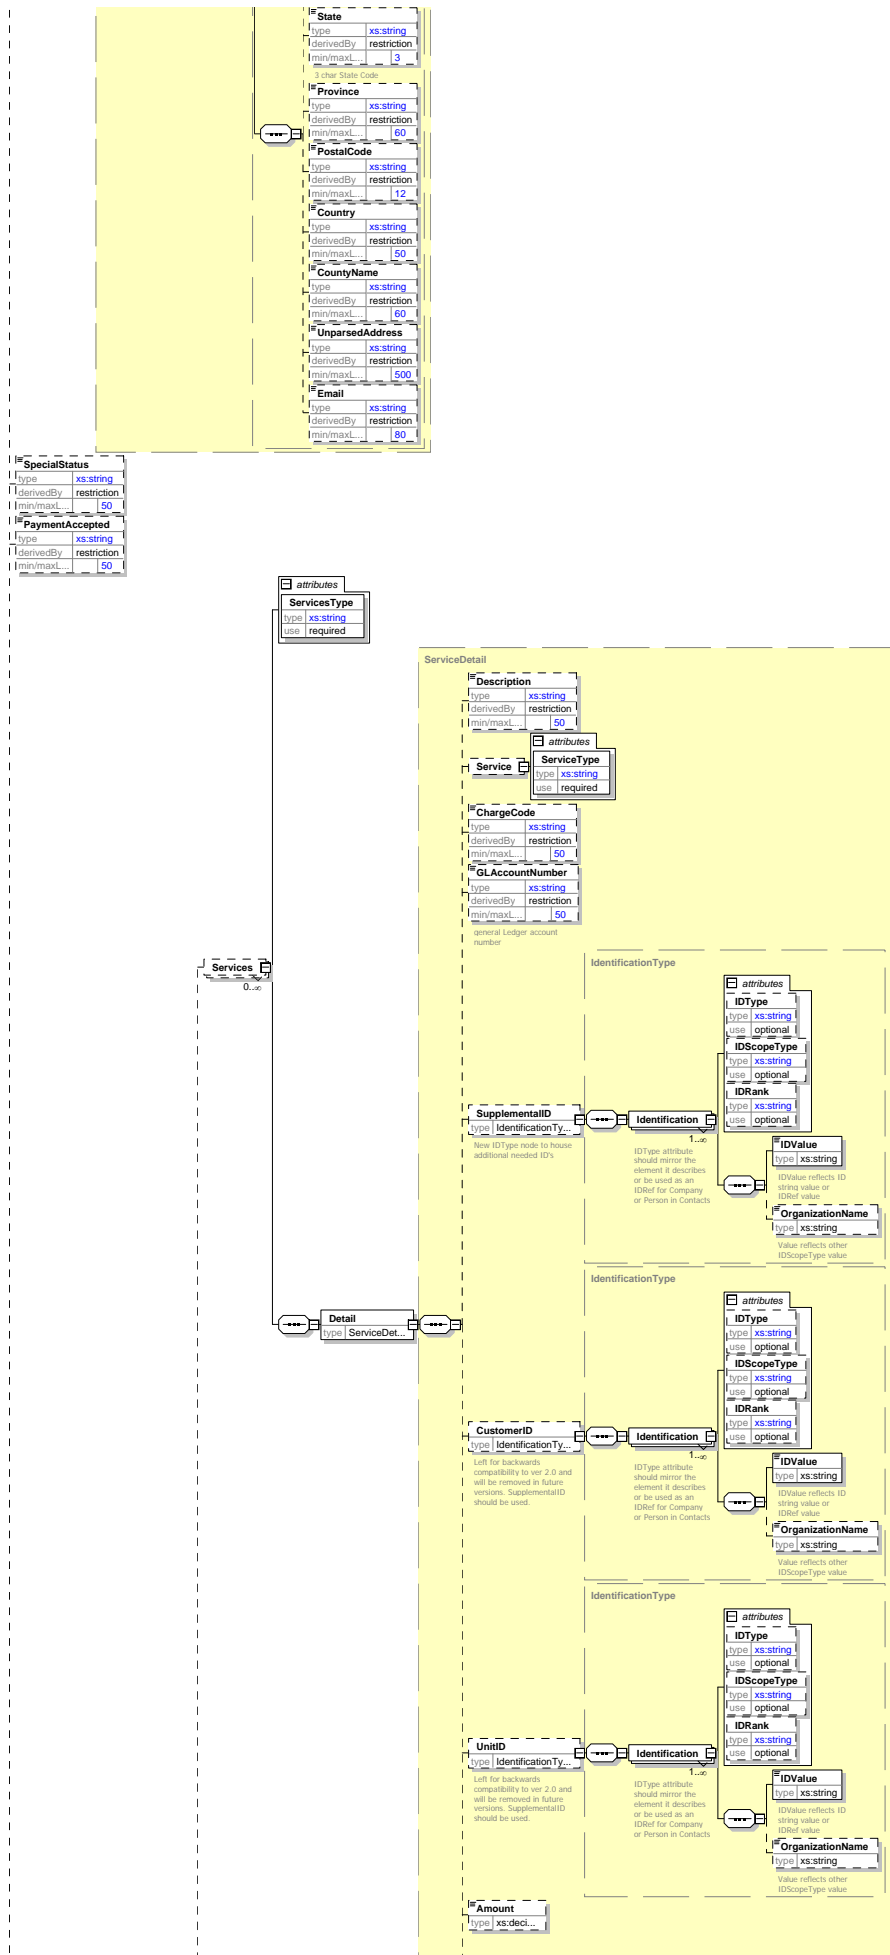 State
type xs:string
derivedBy restriction
min/maxL... 3
3 char State Code
Province
type xs:string
derivedBy restriction
min/maxL... 60
PostalCode
type xs:string
derivedBy restriction
min/maxL... 12
Country
type xs:string
derivedBy restriction
min/maxL... 50
CountyName
type xs:string
derivedBy restriction
min/maxL... 60
UnparsedAddress
type xs:string
derivedBy restriction
min/maxL... 500
Email
type xs:string
derivedBy restriction
min/maxL... 80
SpecialStatus
type xs:string
derivedBy restriction
min/maxL... 50
PaymentAccepted
type xs:string
derivedBy restriction
min/maxL... 50
attributes
ServicesType
type xs:string
use required
ServiceDetail
Description
type xs:string
derivedBy restriction
min/maxL... 50
attributes
Service
ServiceType
type xs:string
use required
ChargeCode
type xs:string
derivedBy restriction
min/maxL... 50
GLAccountNumber
type xs:string
derivedBy restriction
min/maxL... 50
general Ledger account
number
Services
0..∞
IdentificationType
attributes
IDType
type xs:string
use optional
IDScopeType
type xs:string
use optional
IDRank
type xs:string
use optional
SupplementalID
type IdentificationTy...
New IDType node to house
additional needed ID's
Identification
1..∞
IDType attribute
should mirror the
element it describes
or be used as an
IDRef for Company
or Person in Contacts
IDValue
type xs:string
IDValue reflects ID
string value or
IDRef value
OrganizationName
type xs:string
Value reflects other
IDScopeType value
Detail
type ServiceDet...
IdentificationType
attributes
IDType
type xs:string
use optional
IDScopeType
type xs:string
use optional
IDRank
type xs:string
use optional
CustomerID
type IdentificationTy...
Left for backwards
compatibility to ver 2.0 and
will be removed in future
versions. SupplementalID
should be used.
Identification
1..∞
IDType attribute
should mirror the
element it describes
or be used as an
IDRef for Company
or Person in Contacts
IDValue
type xs:string
IDValue reflects ID
string value or
IDRef value
OrganizationName
type xs:string
Value reflects other
IDScopeType value
IdentificationType
attributes
IDType
type xs:string
use optional
IDScopeType
type xs:string
use optional
IDRank
type xs:string
use optional
UnitID
type IdentificationTy...
Left for backwards
compatibility to ver 2.0 and
will be removed in future
versions. SupplementalID
should be used.
Identification
1..∞
IDType attribute
should mirror the
element it describes
or be used as an
IDRef for Company
or Person in Contacts
IDValue
type xs:string
IDValue reflects ID
string value or
IDRef value
OrganizationName
type xs:string
Value reflects other
IDScopeType value
Amount
type xs:deci...